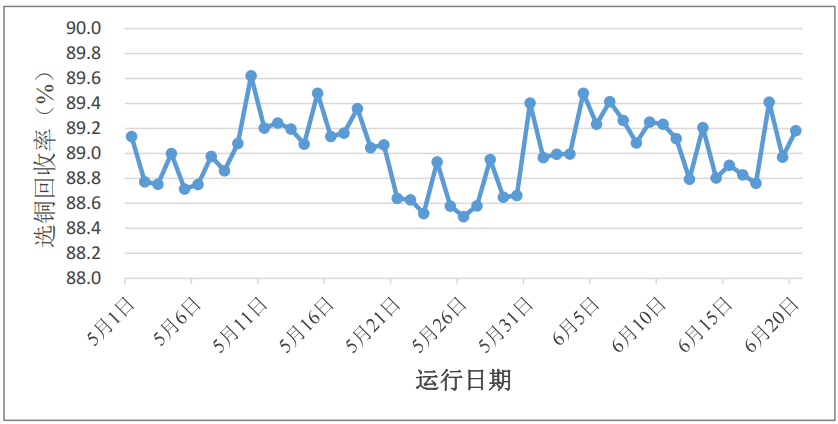 90.0
89.8
89.6
89.4
89.2
89.0
88.8
88.6
88.4
88.2
88.0
选铜回收率（%）
5月1日
5月6日
5月11日
5月16日
5月21日
5月26日
5月31日
6月5日
6月10日
6月15日
6月20日
运行日期